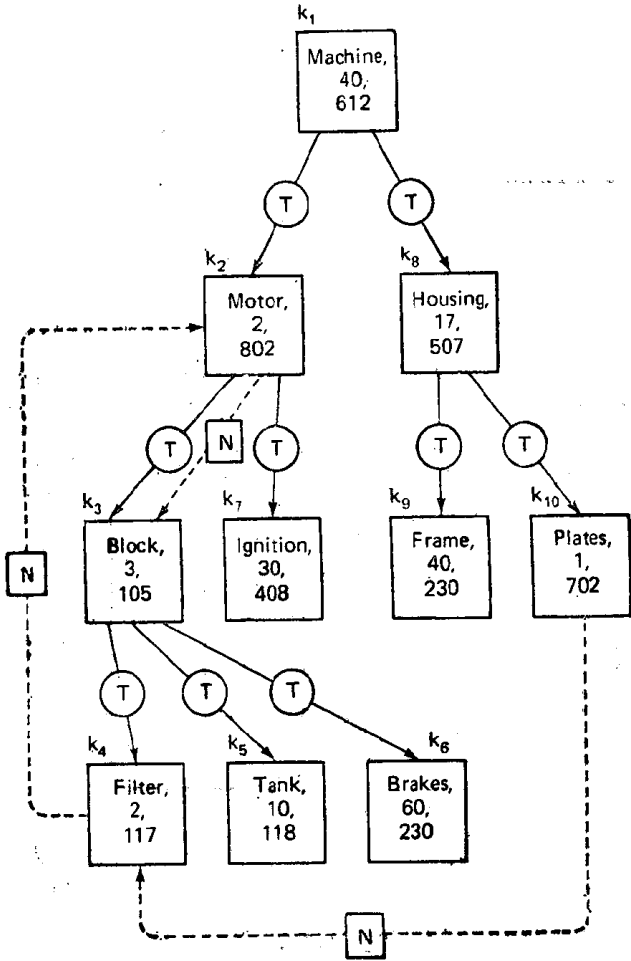 k1
Machine,
40,
612
T
T
k2
k8
Motor,
2,
802
Housing,
17,
507
T
N
T
T
T
k3
k7
k9
k10
Block,
3,
105
Ignition,
30,
408
Frame,
40,
230
Plates,
1,
702
N
T
T
T
k4
k5
k6
Filter,
2,
117
Tank,
10,
118
Brakes,
60,
230
N